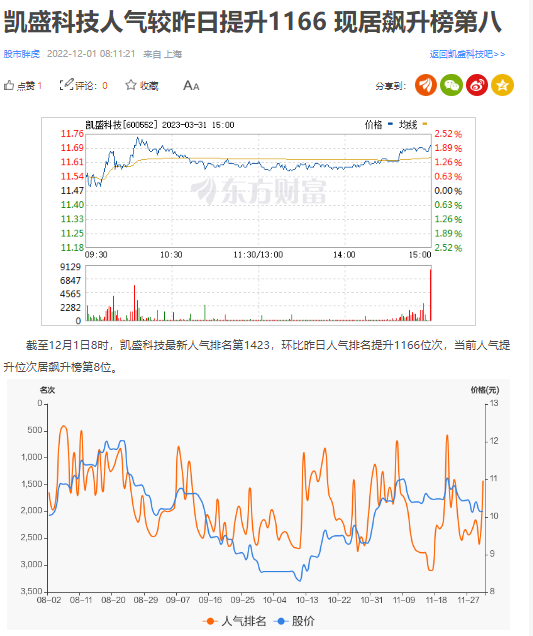 凯盛科技人气较昨日提升1166 现居飙升榜第八
股市胖虎 2022-12-01 08:11:21 来自 上海 返回凯盛科技吧>>
点赞 1 评论：0 收藏 AA 分享到：
凯盛科技[600552] 2023-03-31 15:00 价格 均线
11.76 2.52%
11.69 1.89%
11.61 1.26%
11.54 0.63%
11.47 0.00%
11.40 0.63%
11.33 1.26%
11.25 1.89%
11.18 2.52%
东方财富
09:30 10:30 11:30/13:00 14:00 15:00
9129
6847
4565
2282
0
截至12月1日8时，凯盛科技最新人气排名第1423，环比昨日人气排名提升1166位次，当前人气提
升位次居飙升榜第8位。
名次 价格(元)
0 13
500
1,000 12
1,500 11
2,000 10
2,500
3,000 9
3,500 8
08-02 08-11 08-20 08-29 09-07 09-16 09-25 10-04 10-13 10-22 10-31 11-09 11-18 11-27
人气排名 股价